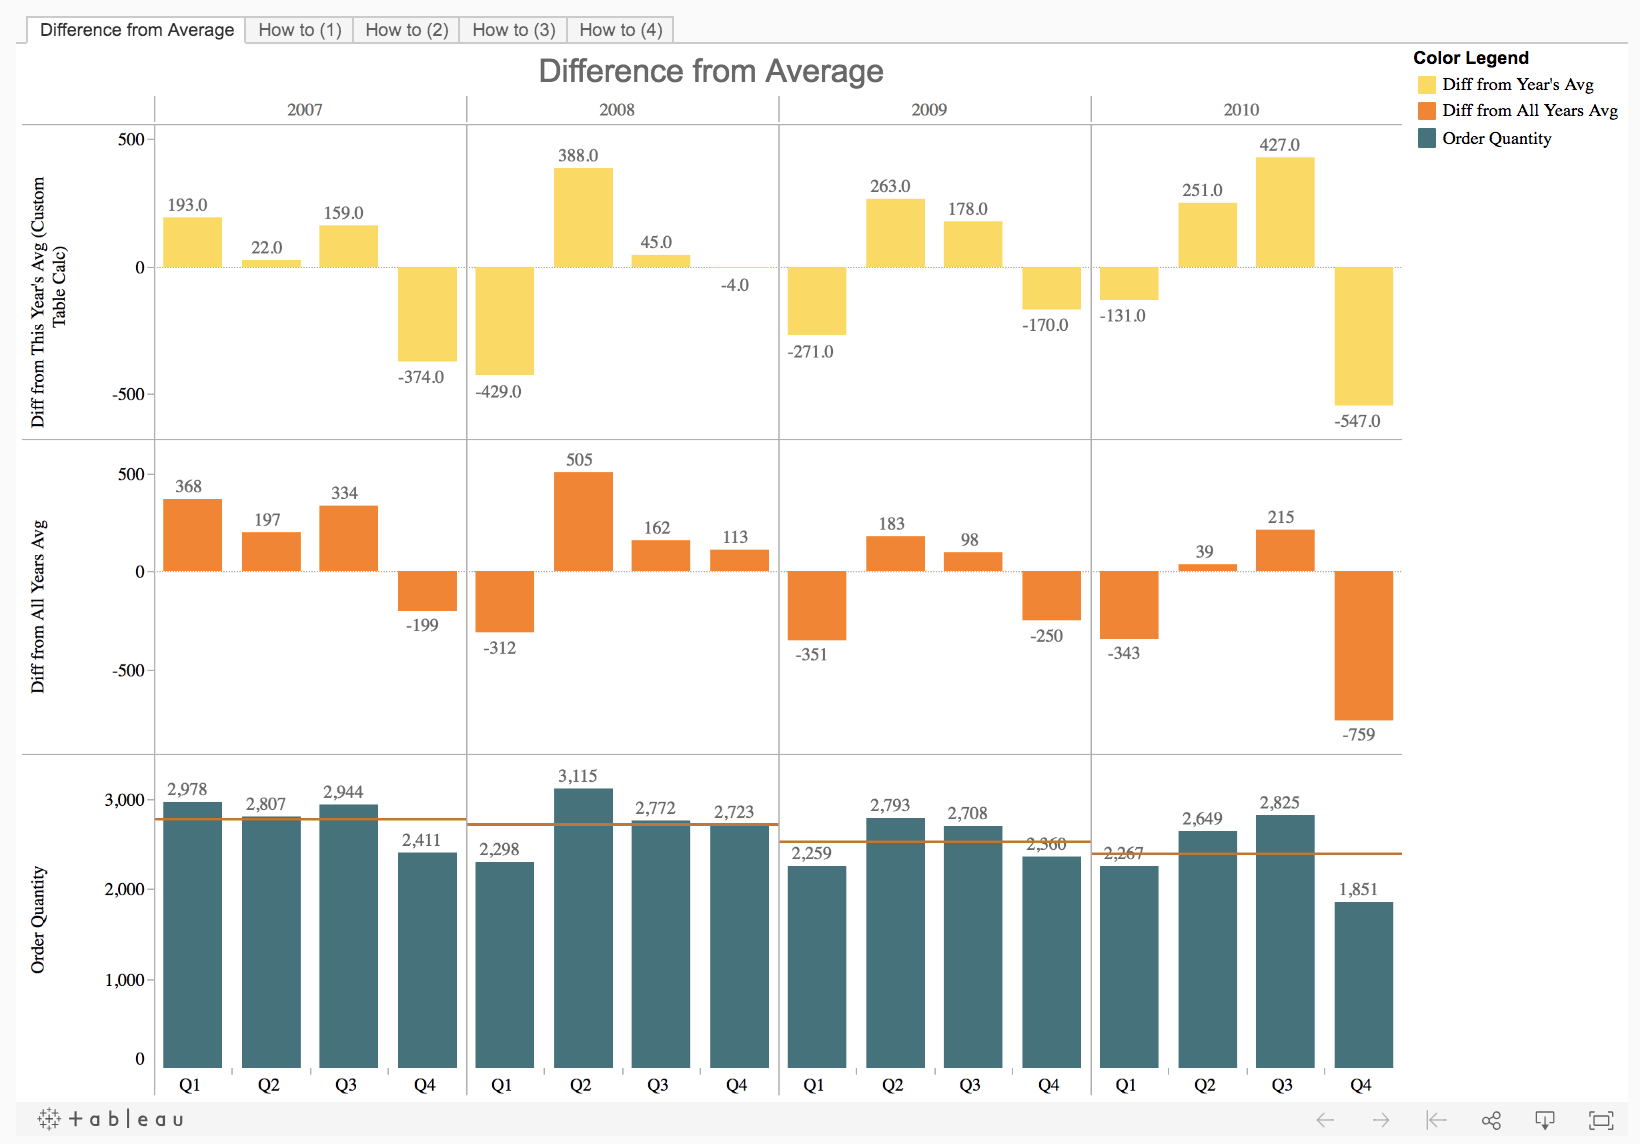 Difference from Average How to (1) How to (2) How to (3) How to (4)
Difference from Average
Color Legend
Diff from Year's Avg
Diff from All Years Avg
Order Quantity
2007 2008 2009 2010
Diff from This Year's Avg (Custom
Table Calc)
500
0
-500
193.0 22.0 159.0 -374.0 -429.0 388.0 45.0 -4.0 -271.0 263.0 178.0 -170.0 -131.0 251.0 427.0 -547.0
Diff from All Years Avg
500
0
-500
368 197 334 -199 -312 505 162 113 -351 183 98 -250 -343 39 215 -759
Order Quantity
3,000
2,000
1,000
0
2,978 2,807 2,944 2,411 2,298 3,115 2,772 2,723 2,259 2,793 2,708 2,360 2,267 2,649 2,825 1,851
Q1 Q2 Q3 Q4 Q1 Q2 Q3 Q4 Q1 Q2 Q3 Q4 Q1 Q2 Q3 Q4
+ableau